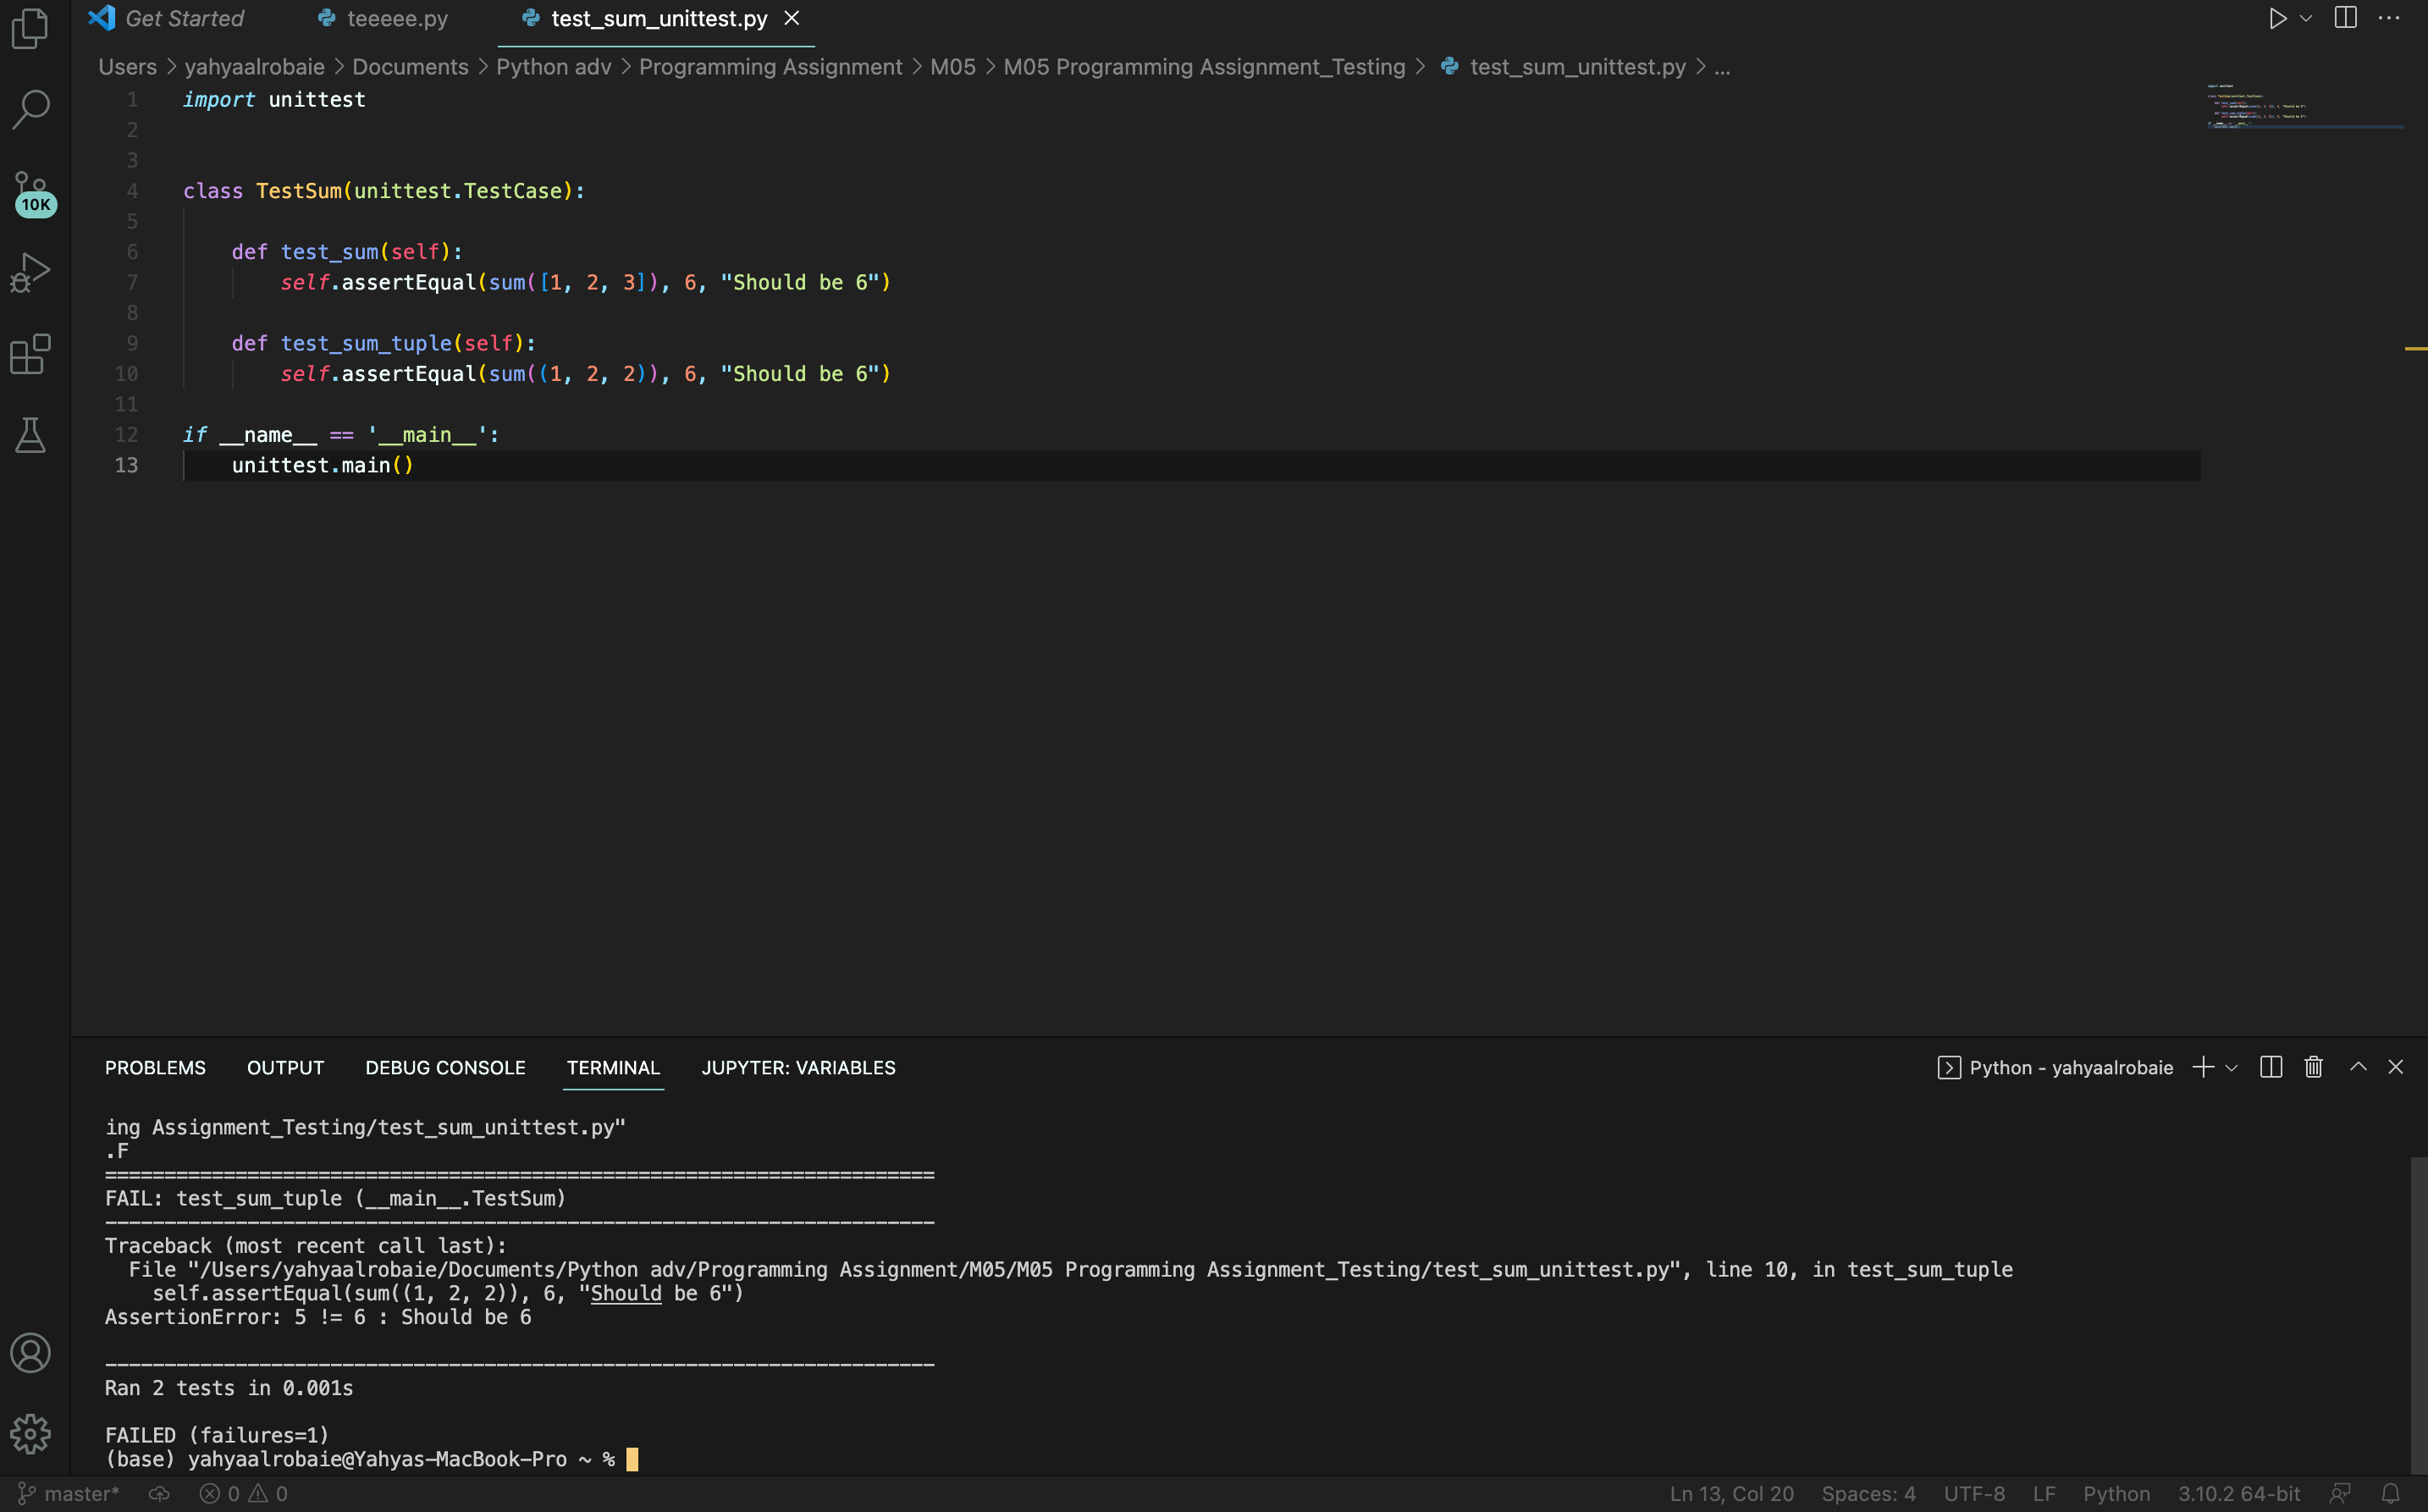 Get Started teeeee.py test_sum_unittest.py
Users > yahyaalrobaie > Documents > Python adv > Programming Assignment > M05 > M05 Programming Assignment_Testing > test_sum_unittest.py > ...
1 import unittest
2
3
4 class TestSum(unittest.TestCase):
5
6 def test_sum(self):
7 self.assertEqual(sum([1, 2, 3]), 6, "Should be 6")
8
9 def test_sum_tuple(self):
10 self.assertEqual(sum((1, 2, 2)), 6, "Should be 6")
11
12 if __name__ == '__main__':
13 unittest.main()
10K
PROBLEMS OUTPUT DEBUG CONSOLE TERMINAL JUPYTER: VARIABLES Python - yahyaalrobaie
ing Assignment_Testing/test_sum_unittest.py"
.F
======================================================================
FAIL: test_sum_tuple (__main__.TestSum)
----------------------------------------------------------------------
Traceback (most recent call last):
File "/Users/yahyaalrobaie/Documents/Python adv/Programming Assignment/M05/M05 Programming Assignment_Testing/test_sum_unittest.py", line 10, in test_sum_tuple
self.assertEqual(sum((1, 2, 2)), 6, "Should be 6")
AssertionError: 5 != 6 : Should be 6
----------------------------------------------------------------------
Ran 2 tests in 0.001s
FAILED (failures=1)
(base) yahyaalrobaie@Yahyas-MacBook-Pro ~ %
master* 0 0 Ln 13, Col 20 Spaces: 4 UTF-8 LF Python 3.10.2 64-bit